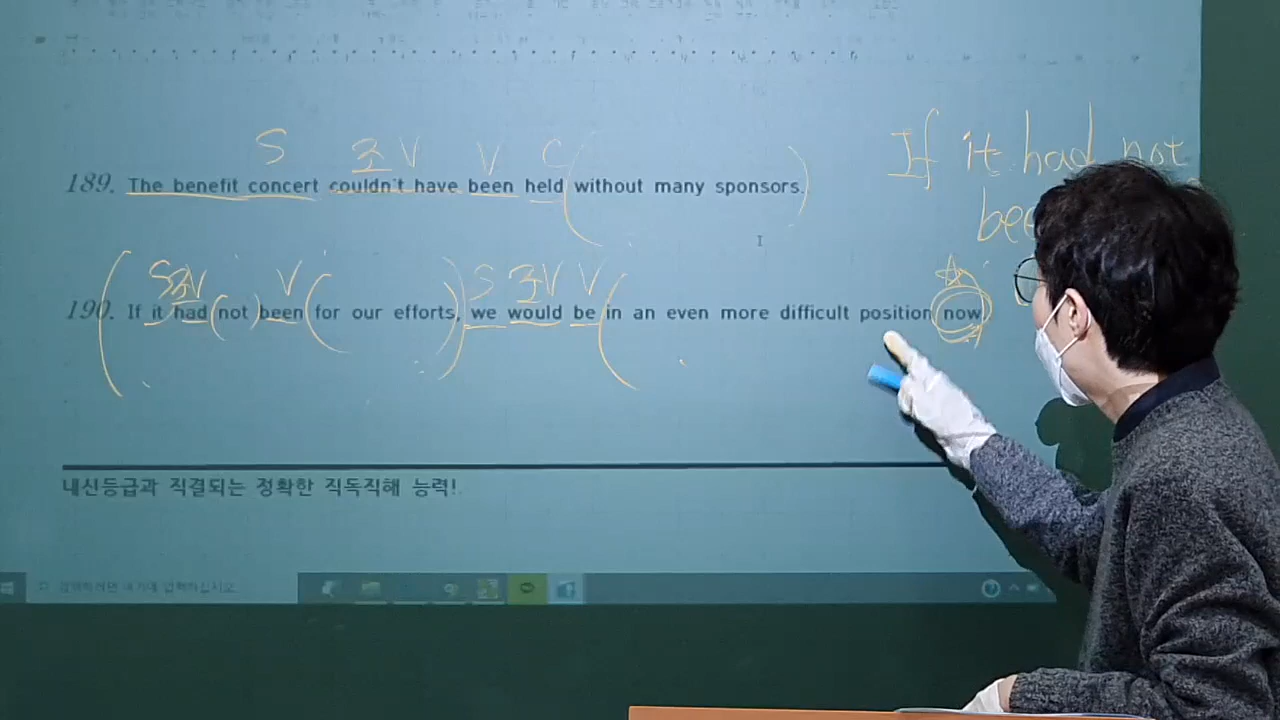 If it had not
S 조V V C
189. The benefit concert couldn't have been held without many sponsors.
S 조V V S 조V V
190. If it had not been for our efforts, we would be in an even more difficult position now.
내신등급과 직결되는 정확한 직독직해 능력!